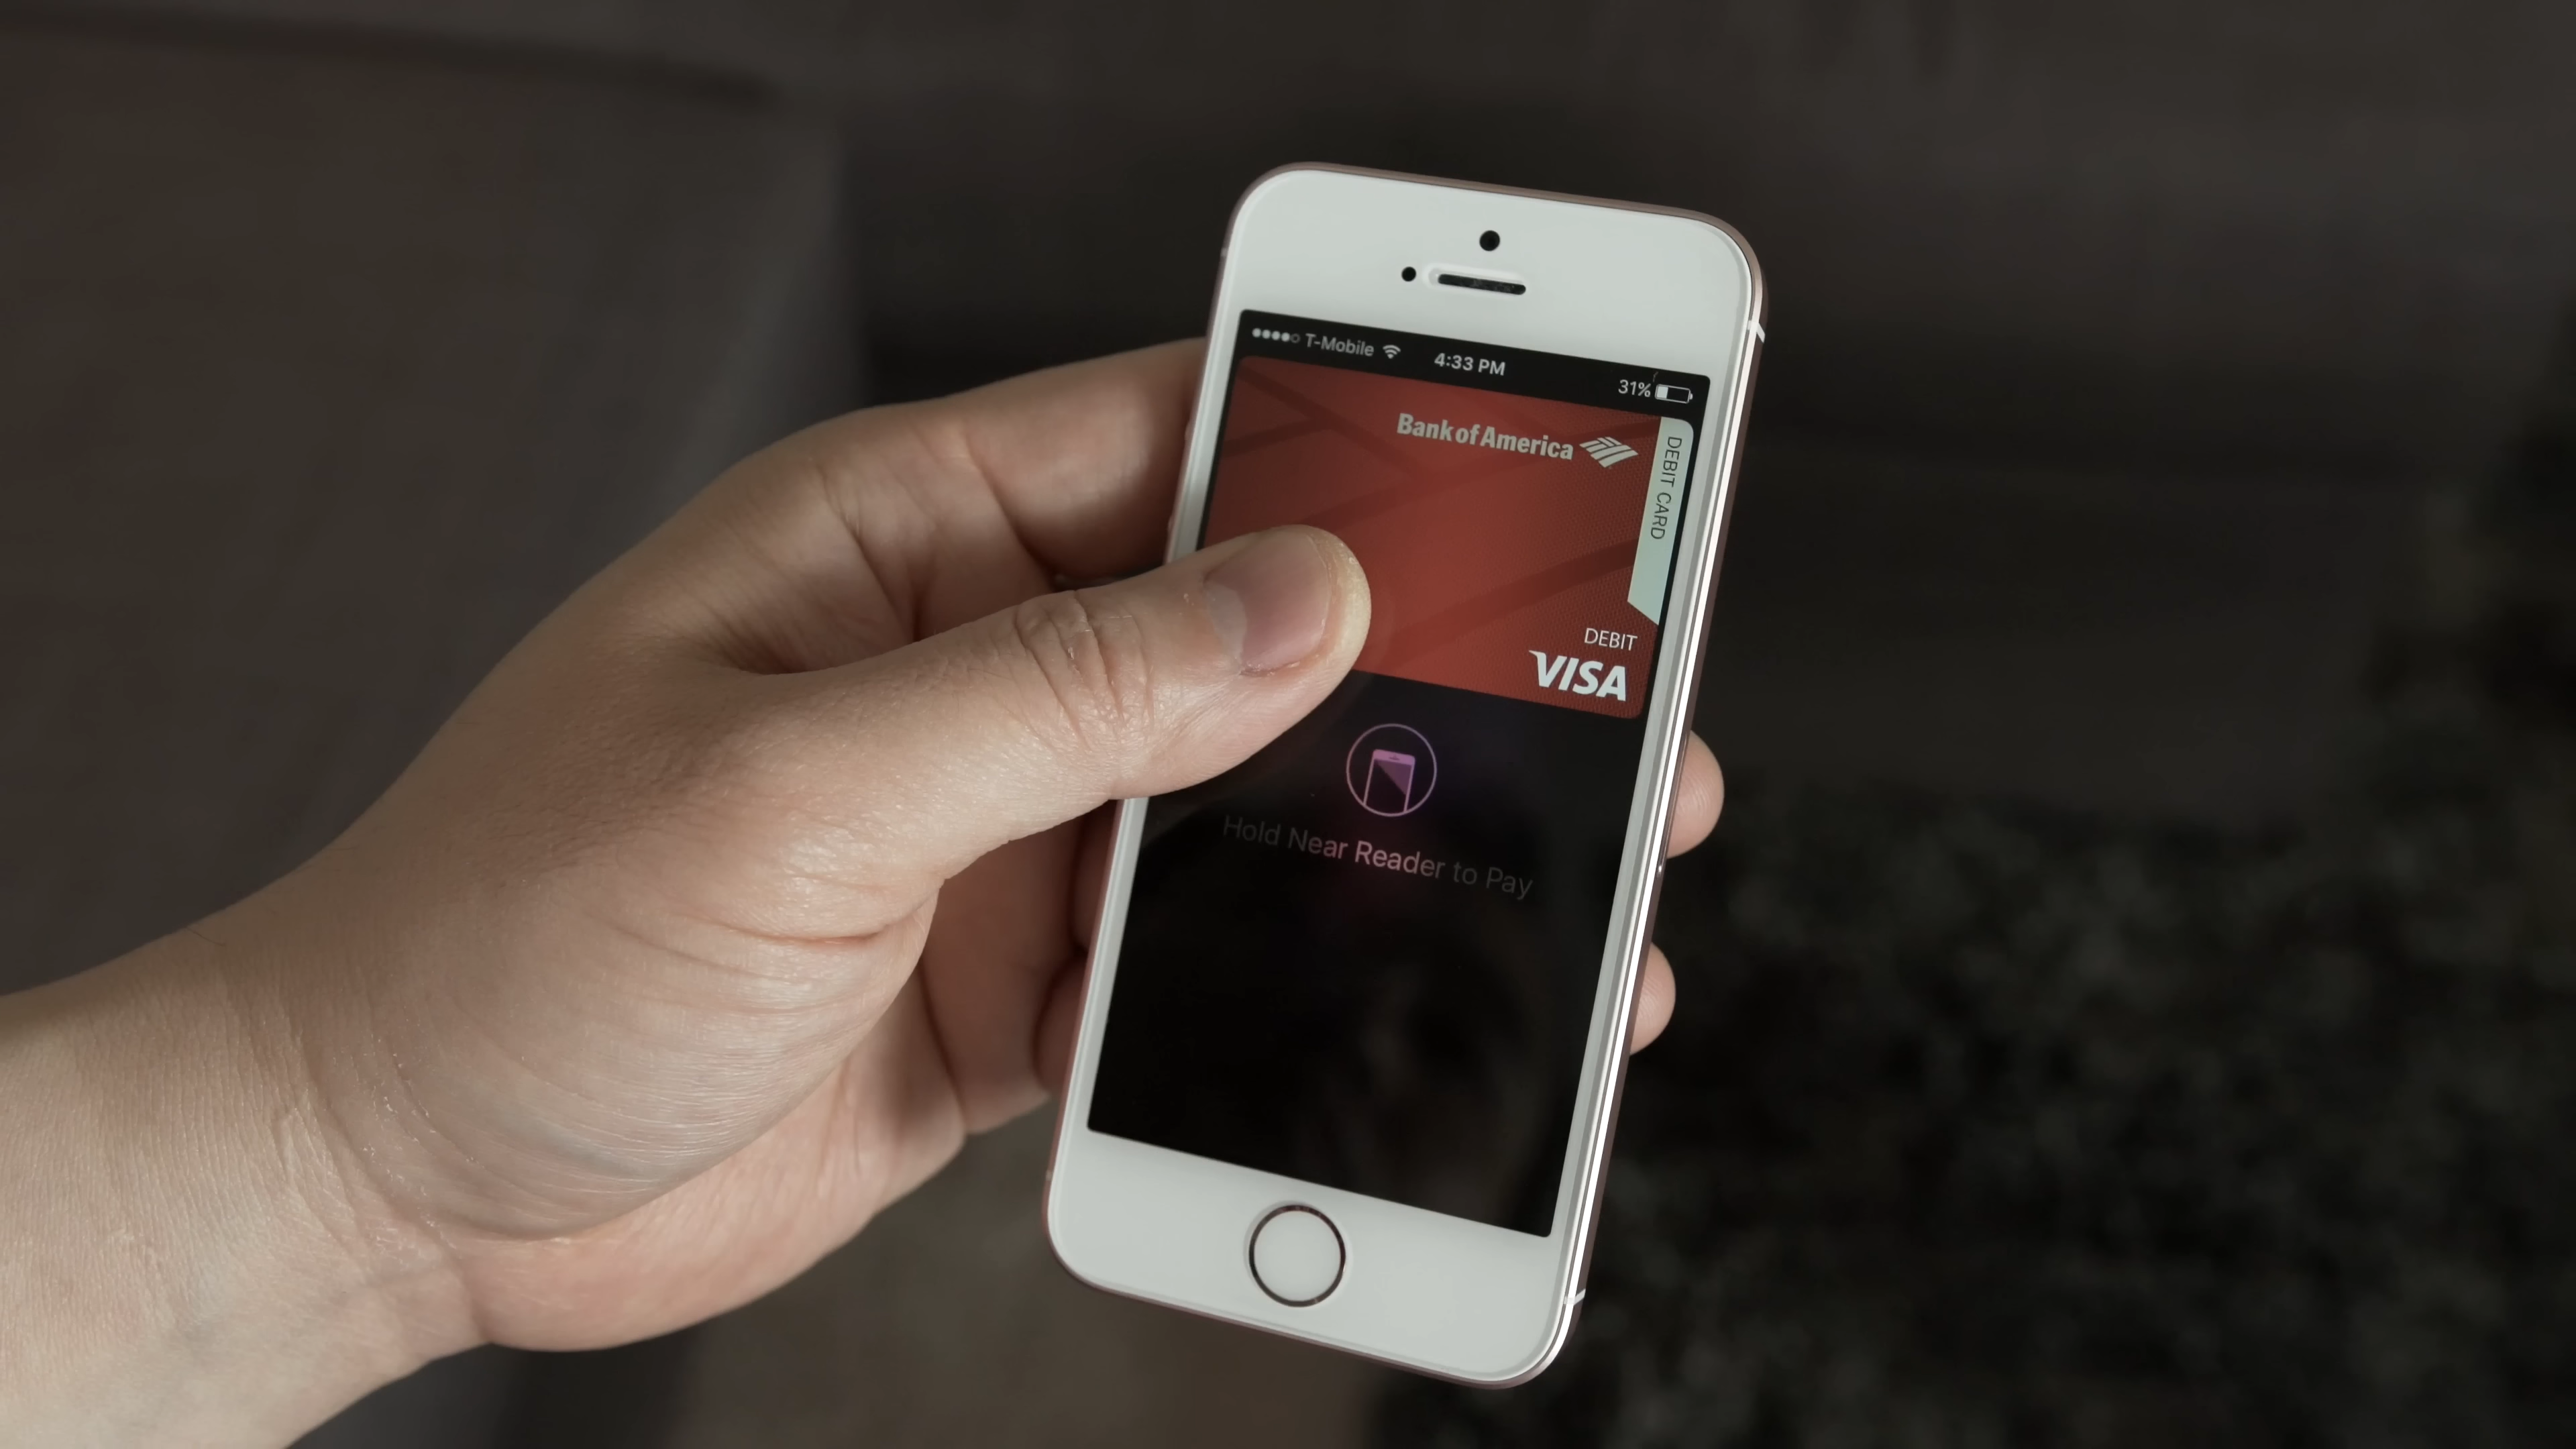 T-Mobile 4:33 PM 31%
Bank of America
DEBIT CARD
DEBIT
VISA
Hold Near Reader to Pay